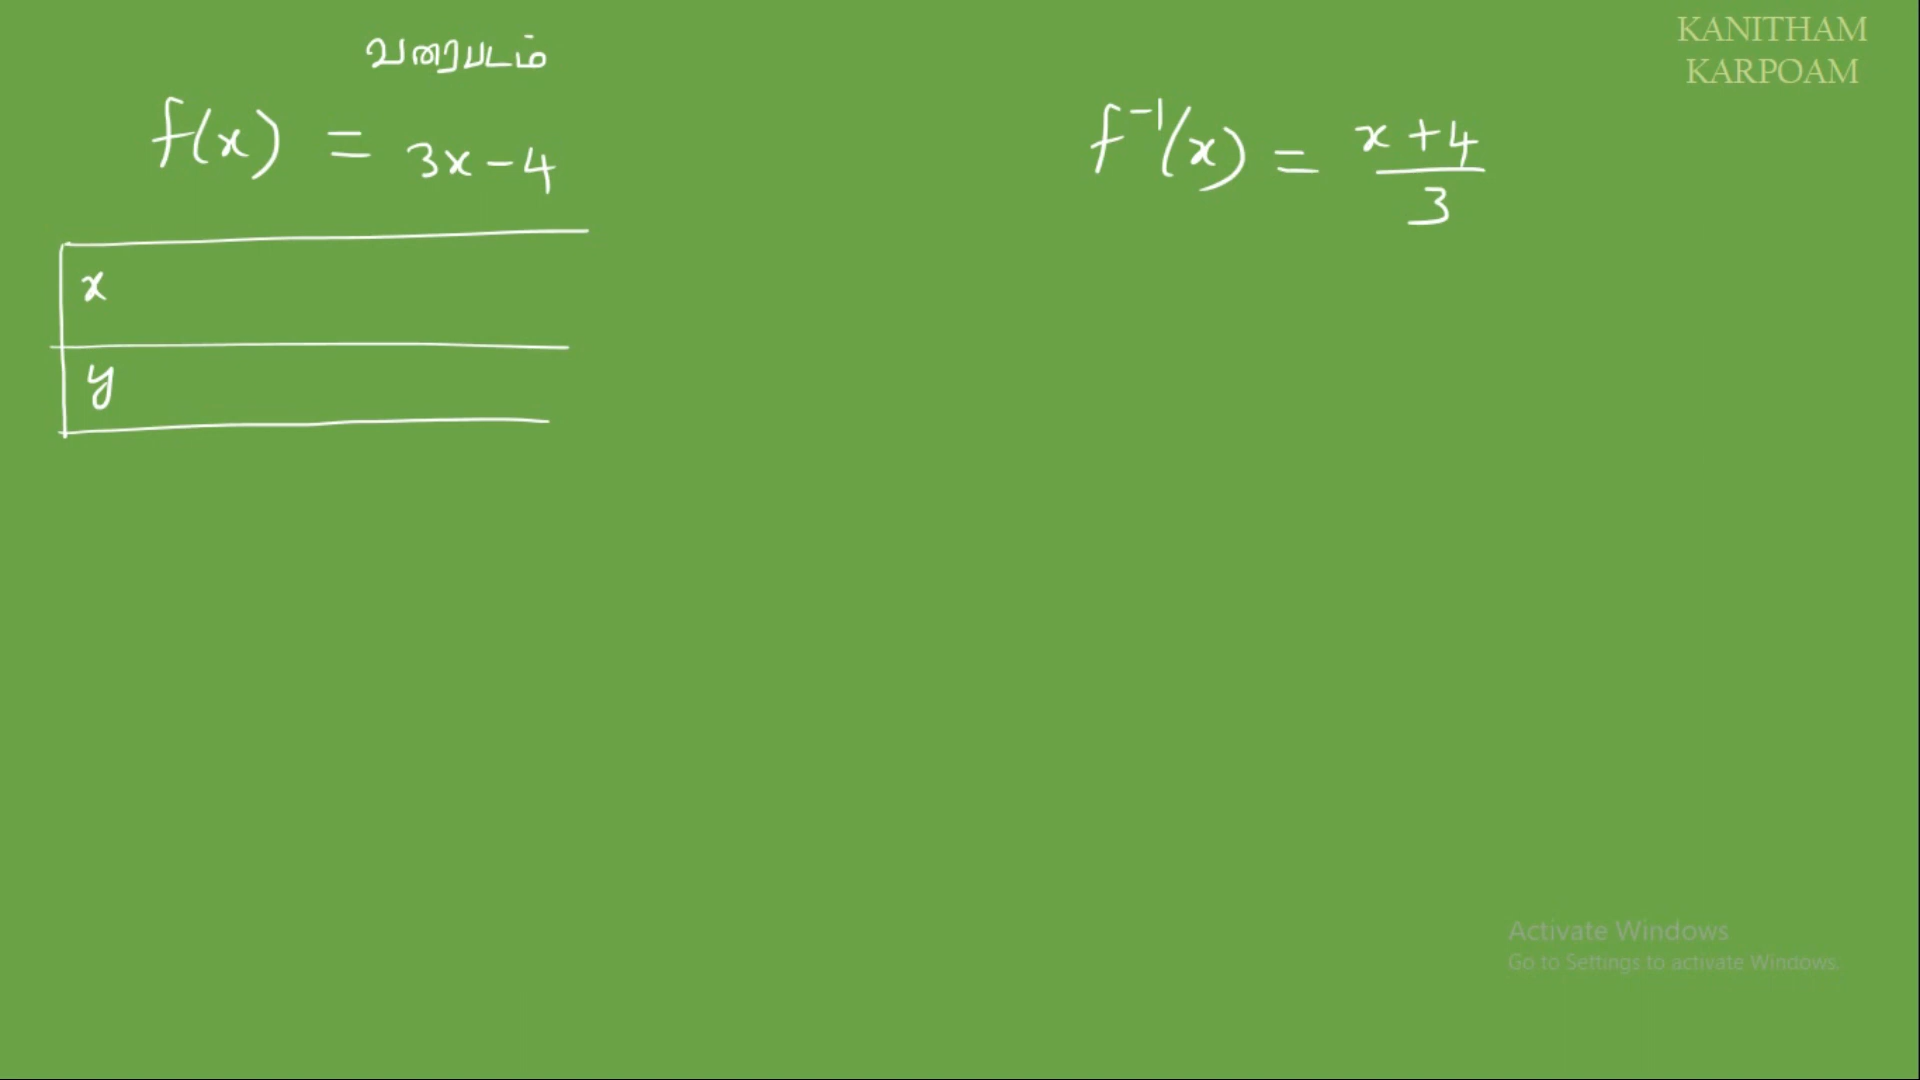 வரைபடம்
KANITHAM
KARPOAM
f(x) = 3x - 4
f⁻¹(x) = x + 4
3
x
y
Activate Windows
Go to Settings to activate Windows.